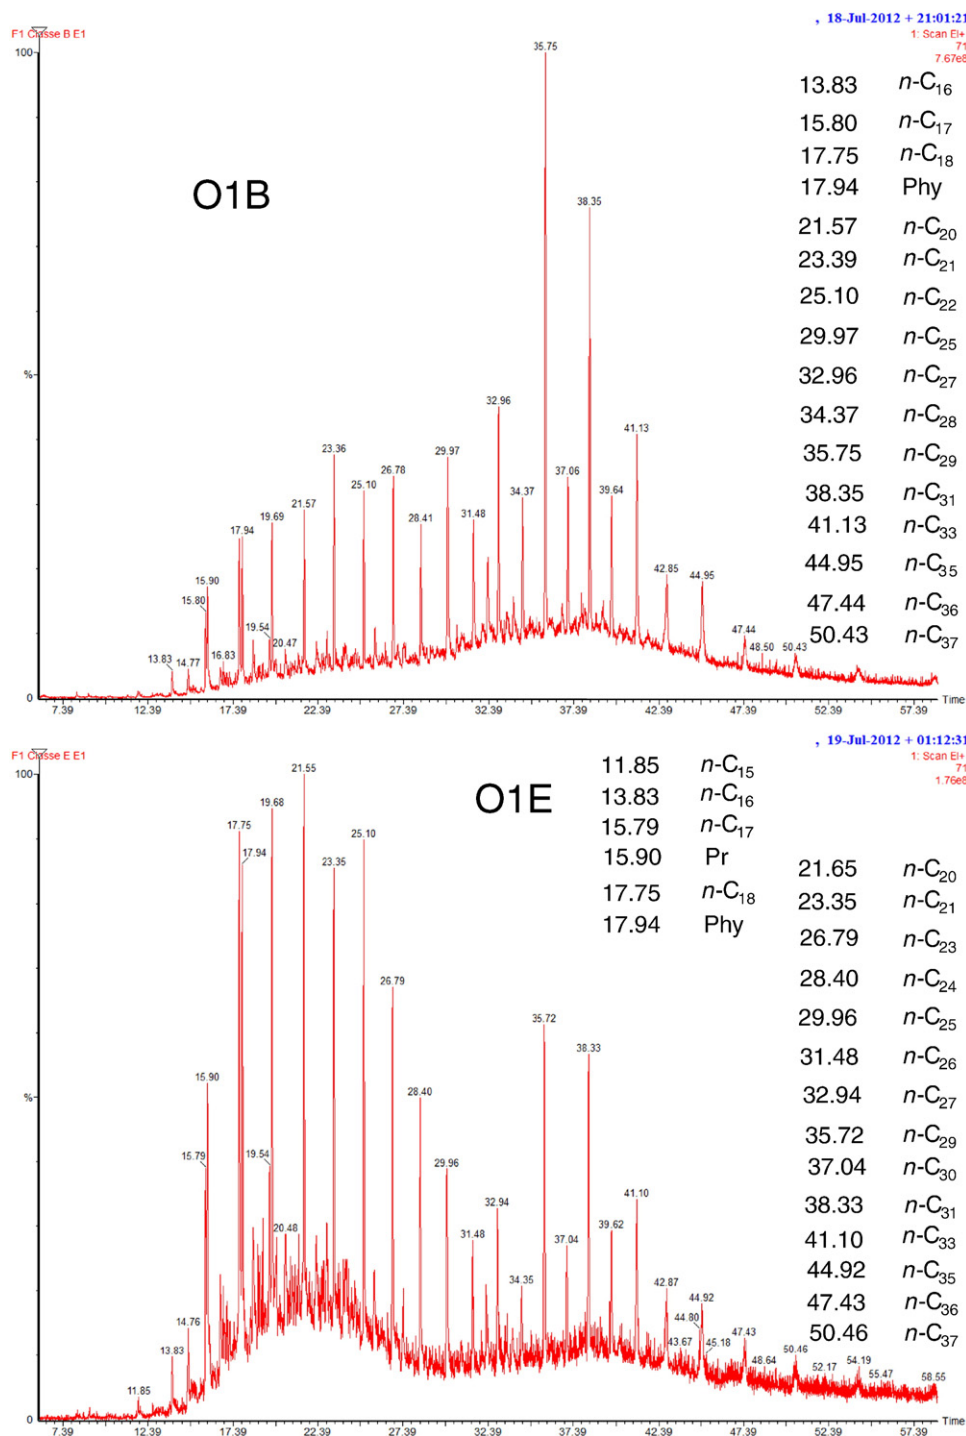 , 18-Jul-2012 + 21:01:21
F1 Classe B E1
1: Scan EI+
71
7.67e8
100
%
0
O1B
35.75
38.35
32.96
41.13
23.36
29.97
26.78
37.06
25.10
34.37
39.64
21.57
19.69
31.48
28.41
17.94
15.90
15.80
42.85
44.95
19.54
20.47
16.83
13.83
14.77
47.44
48.50
50.43
13.83 n-C16
15.80 n-C17
17.75 n-C18
17.94 Phy
21.57 n-C20
23.39 n-C21
25.10 n-C22
29.97 n-C25
32.96 n-C27
34.37 n-C28
35.75 n-C29
38.35 n-C31
41.13 n-C33
44.95 n-C35
47.44 n-C36
50.43 n-C37
7.39 12.39 17.39 22.39 27.39 32.39 37.39 42.39 47.39 52.39 57.39 Time
, 19-Jul-2012 + 01:12:31
F1 Classe E E1
1: Scan EI+
71
1.76e8
100
%
0
O1E
21.55
19.68
17.75
17.94
25.10
23.35
26.79
15.90
35.72
38.33
28.40
15.79
19.54
29.96
32.94
41.10
20.48
31.48
37.04
39.62
34.35
42.87
44.92
44.80
43.67
45.18
47.43
48.64
50.46
52.17
54.19
55.47
58.55
14.76
13.83
11.85
11.85 n-C15
13.83 n-C16
15.79 n-C17
15.90 Pr
17.75 n-C18
17.94 Phy
21.65 n-C20
23.35 n-C21
26.79 n-C23
28.40 n-C24
29.96 n-C25
31.48 n-C26
32.94 n-C27
35.72 n-C29
37.04 n-C30
38.33 n-C31
41.10 n-C33
44.92 n-C35
47.43 n-C36
50.46 n-C37
7.39 12.39 17.39 22.39 27.39 32.39 37.39 42.39 47.39 52.39 57.39 Time